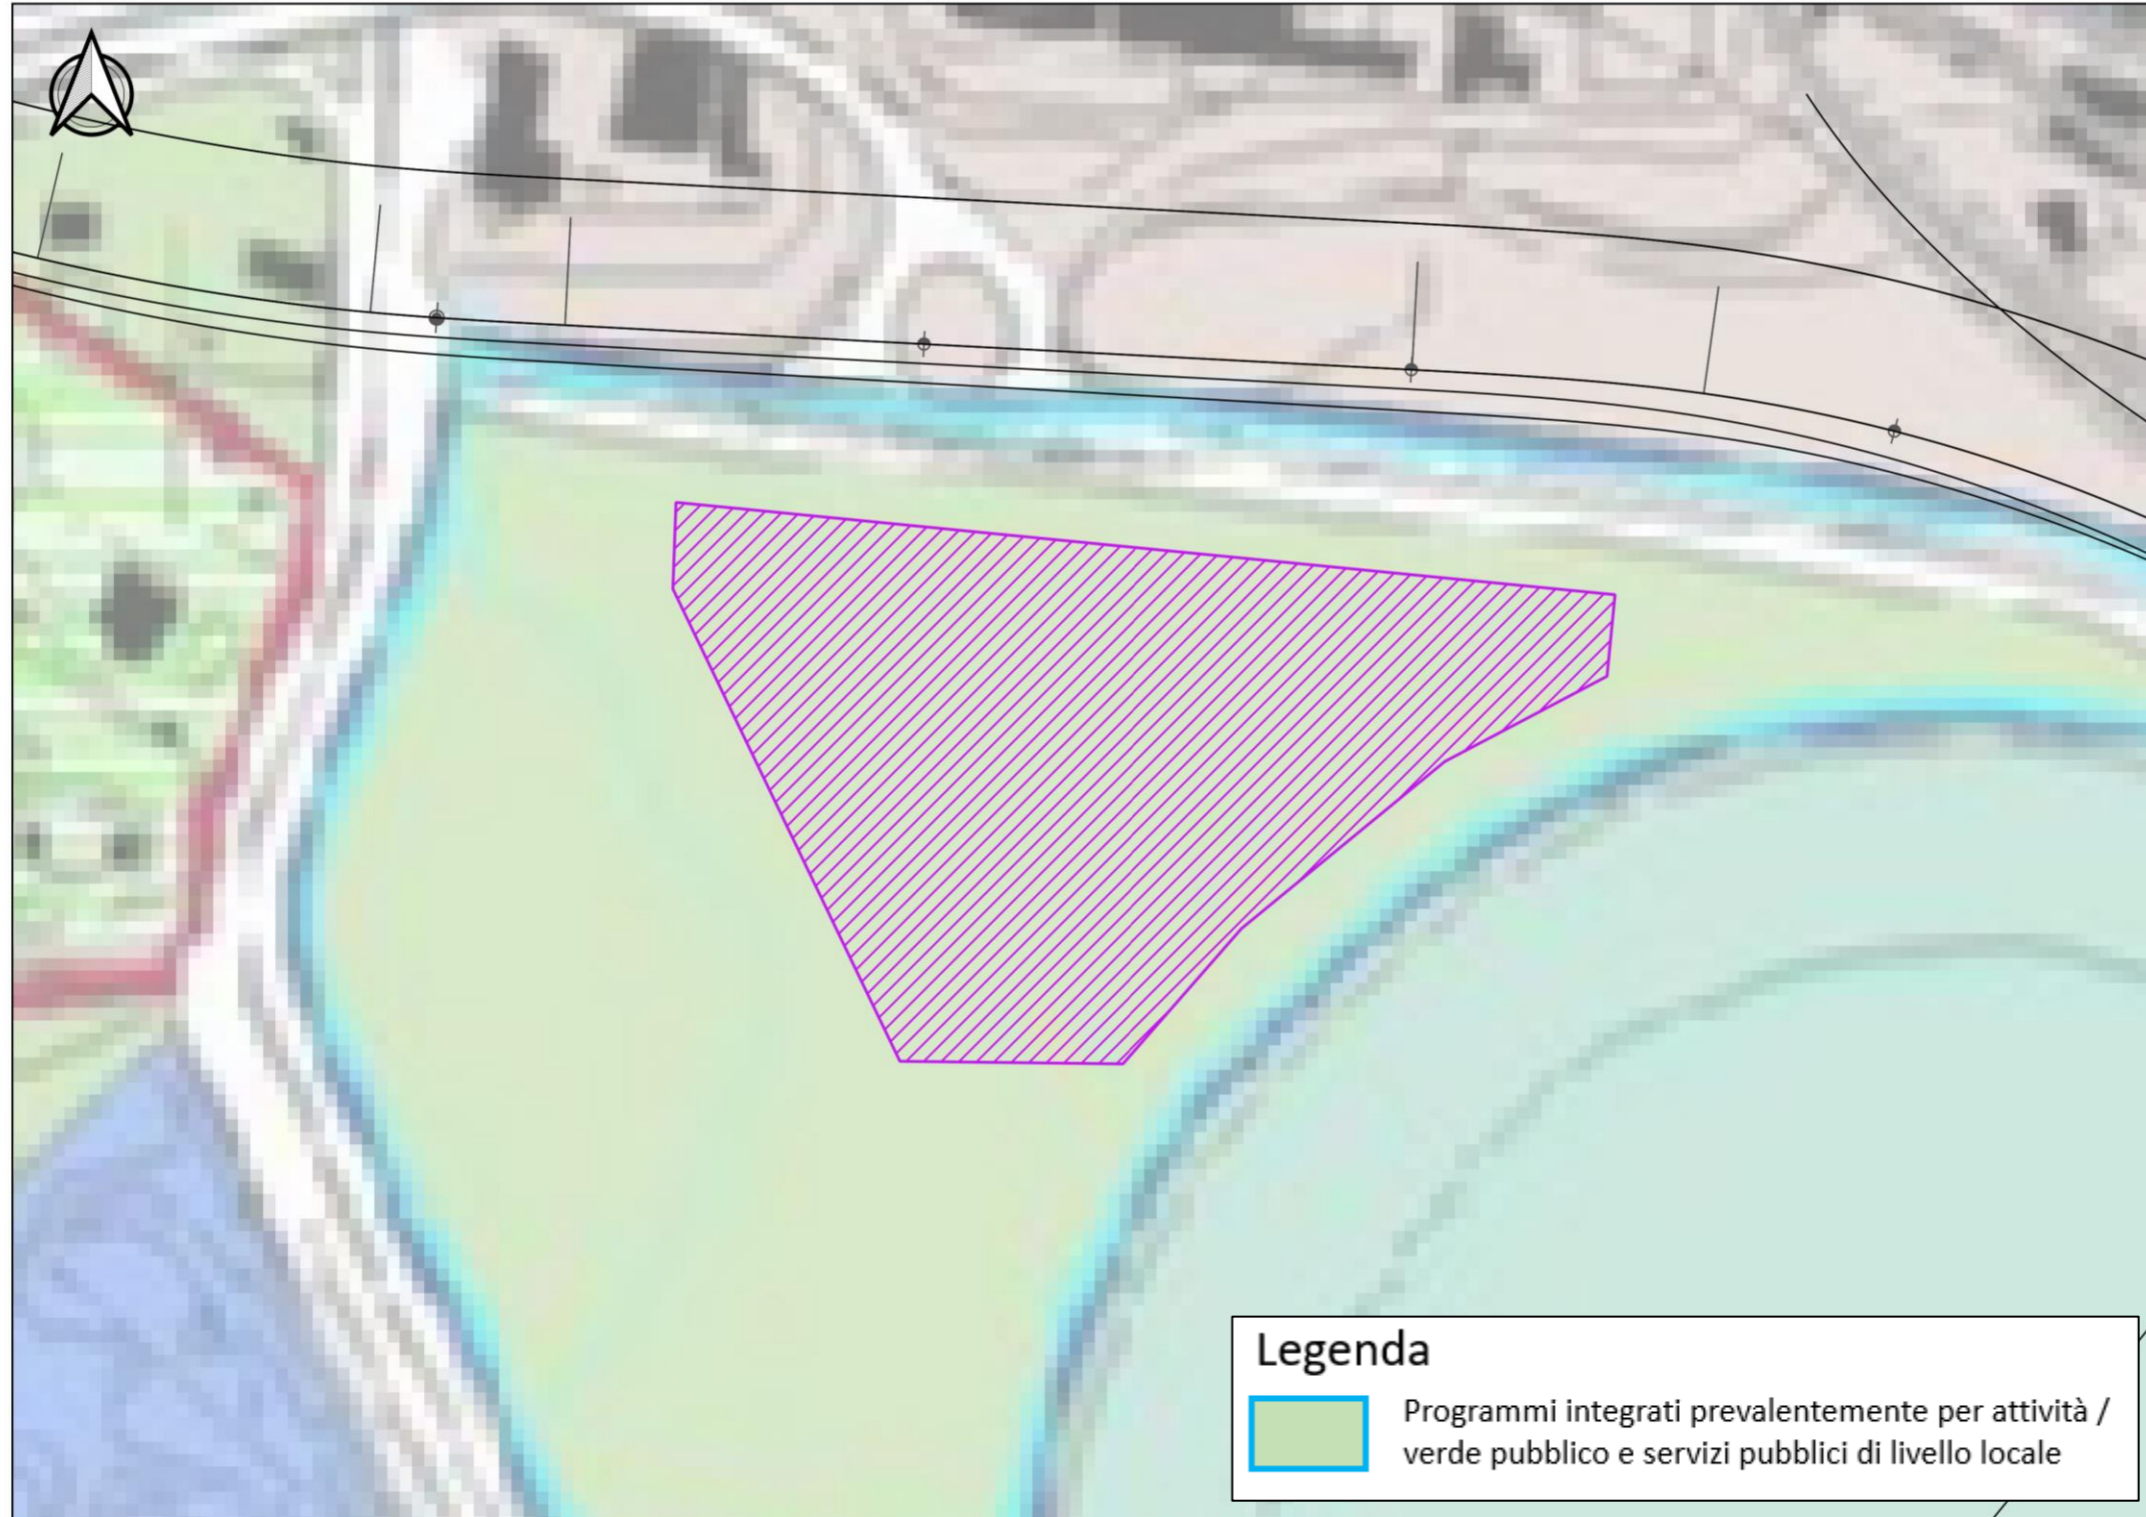 Legenda
Programmi integrati prevalentemente per attività /
verde pubblico e servizi pubblici di livello locale